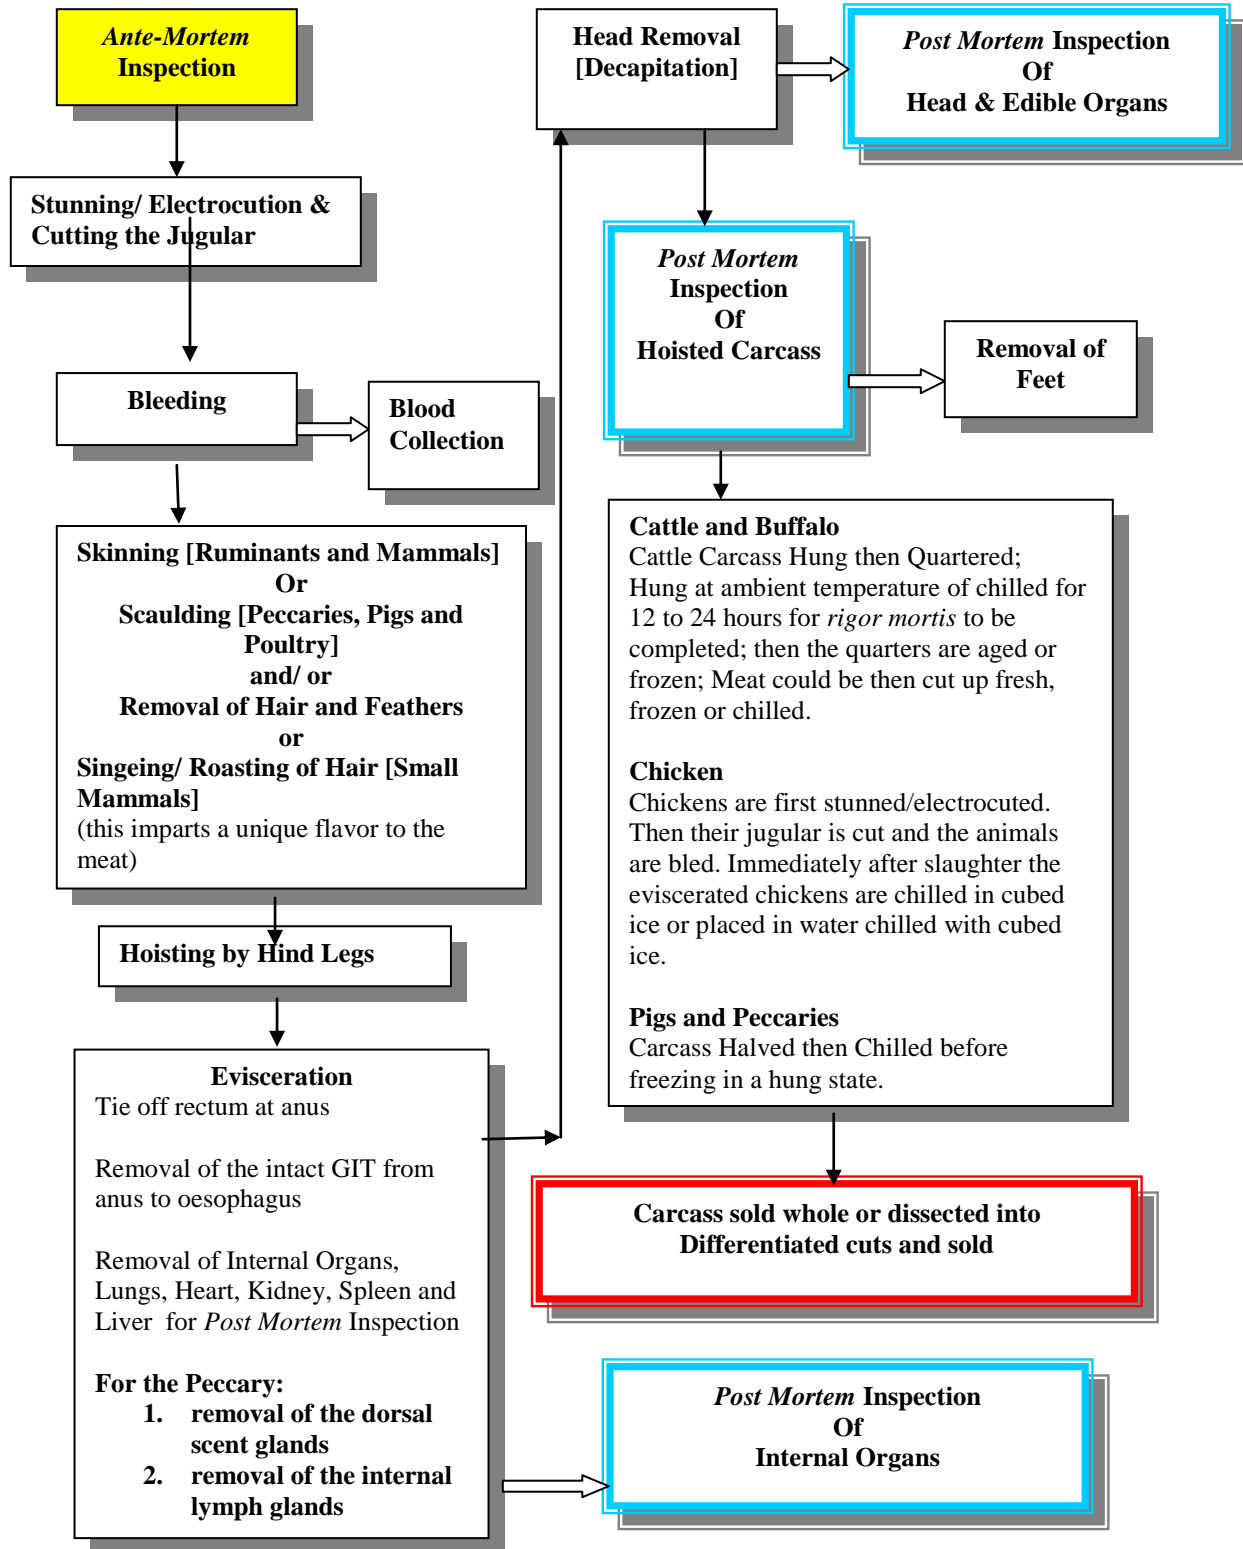 Ante-Mortem
Inspection
Stunning/ Electrocution &
Cutting the Jugular
Bleeding
Blood
Collection
Skinning [Ruminants and Mammals]
Or
Scaulding [Peccaries, Pigs and
Poultry]
and/ or
Removal of Hair and Feathers
or
Singeing/ Roasting of Hair [Small
Mammals]
(this imparts a unique flavor to the
meat)
Hoisting by Hind Legs
Evisceration
Tie off rectum at anus
Removal of the intact GIT from
anus to oesophagus
Removal of Internal Organs,
Lungs, Heart, Kidney, Spleen and
Liver for Post Mortem Inspection
For the Peccary:
1. removal of the dorsal
scent glands
2. removal of the internal
lymph glands
Post Mortem Inspection
Of
Internal Organs
Head Removal
[Decapitation]
Post Mortem Inspection
Of
Head & Edible Organs
Post Mortem
Inspection
Of
Hoisted Carcass
Removal of
Feet
Cattle and Buffalo
Cattle Carcass Hung then Quartered;
Hung at ambient temperature of chilled for
12 to 24 hours for rigor mortis to be
completed; then the quarters are aged or
frozen; Meat could be then cut up fresh,
frozen or chilled.
Chicken
Chickens are first stunned/electrocuted.
Then their jugular is cut and the animals
are bled. Immediately after slaughter the
eviscerated chickens are chilled in cubed
ice or placed in water chilled with cubed
ice.
Pigs and Peccaries
Carcass Halved then Chilled before
freezing in a hung state.
Carcass sold whole or dissected into
Differentiated cuts and sold